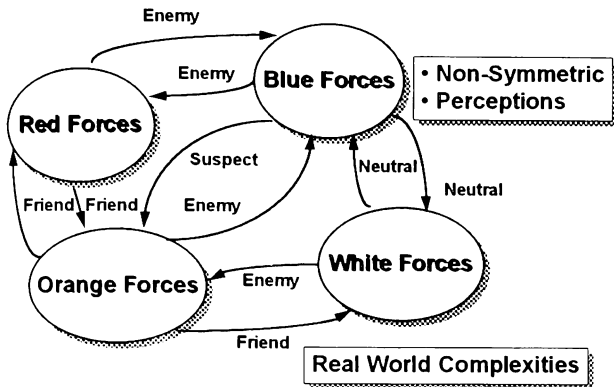 Enemy
Blue Forces
Enemy
• Non-Symmetric
• Perceptions
Red Forces
Suspect
Neutral
Neutral
Friend
Friend
Enemy
Orange Forces
White Forces
Enemy
Friend
Real World Complexities